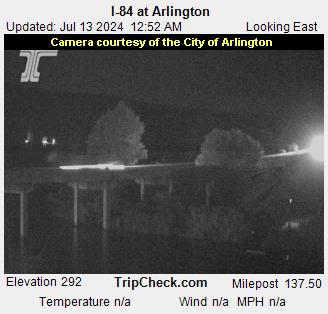 I-84 at Arlington
Updated: Jul 13 2024 12:52 AM Looking East
Camera courtesy of the City of Arlington
Elevation 292 TripCheck.com Milepost 137.50
Temperature n/a Wind n/a MPH n/a